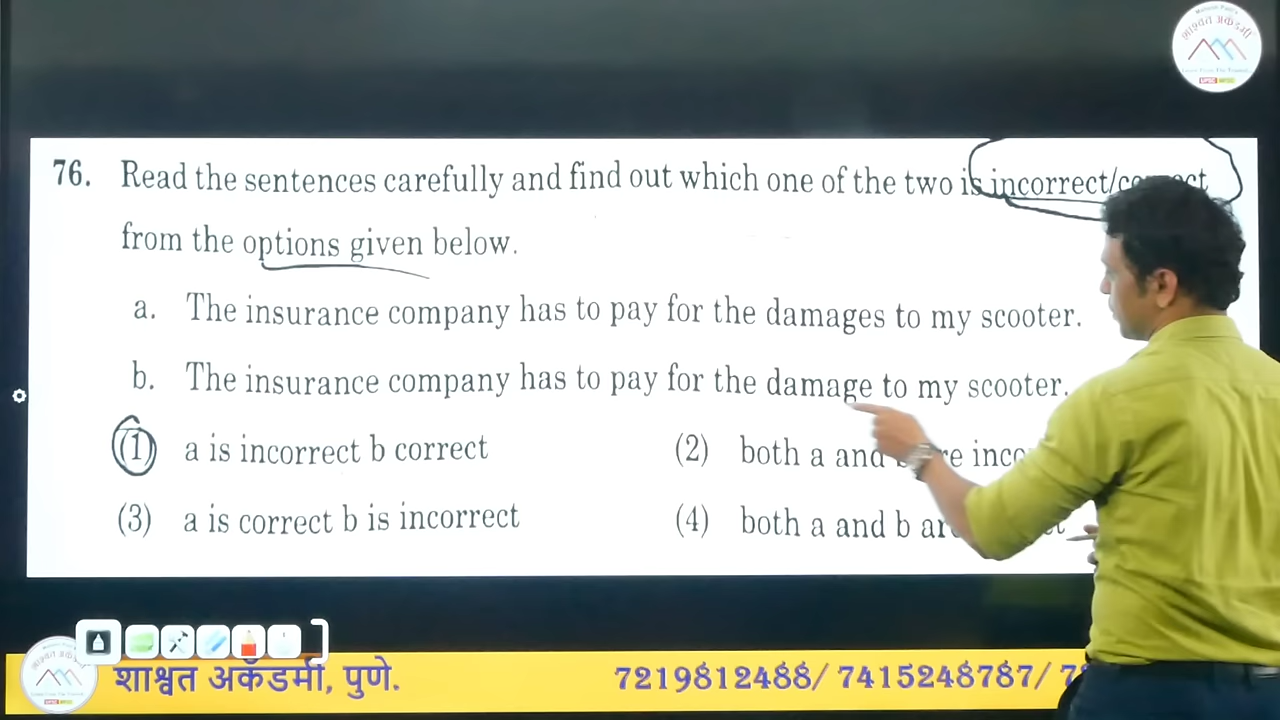 76. Read the sentences carefully and find out which one of the two is incorrect/correct
from the options given below.
a. The insurance company has to pay for the damages to my scooter.
b. The insurance company has to pay for the damage to my scooter.
(1) a is incorrect b correct (2) both a and b are
(3) a is correct b is incorrect (4) both a and b
शाश्वत अकॅडमी, पुणे. 7219812488/ 7415248787/